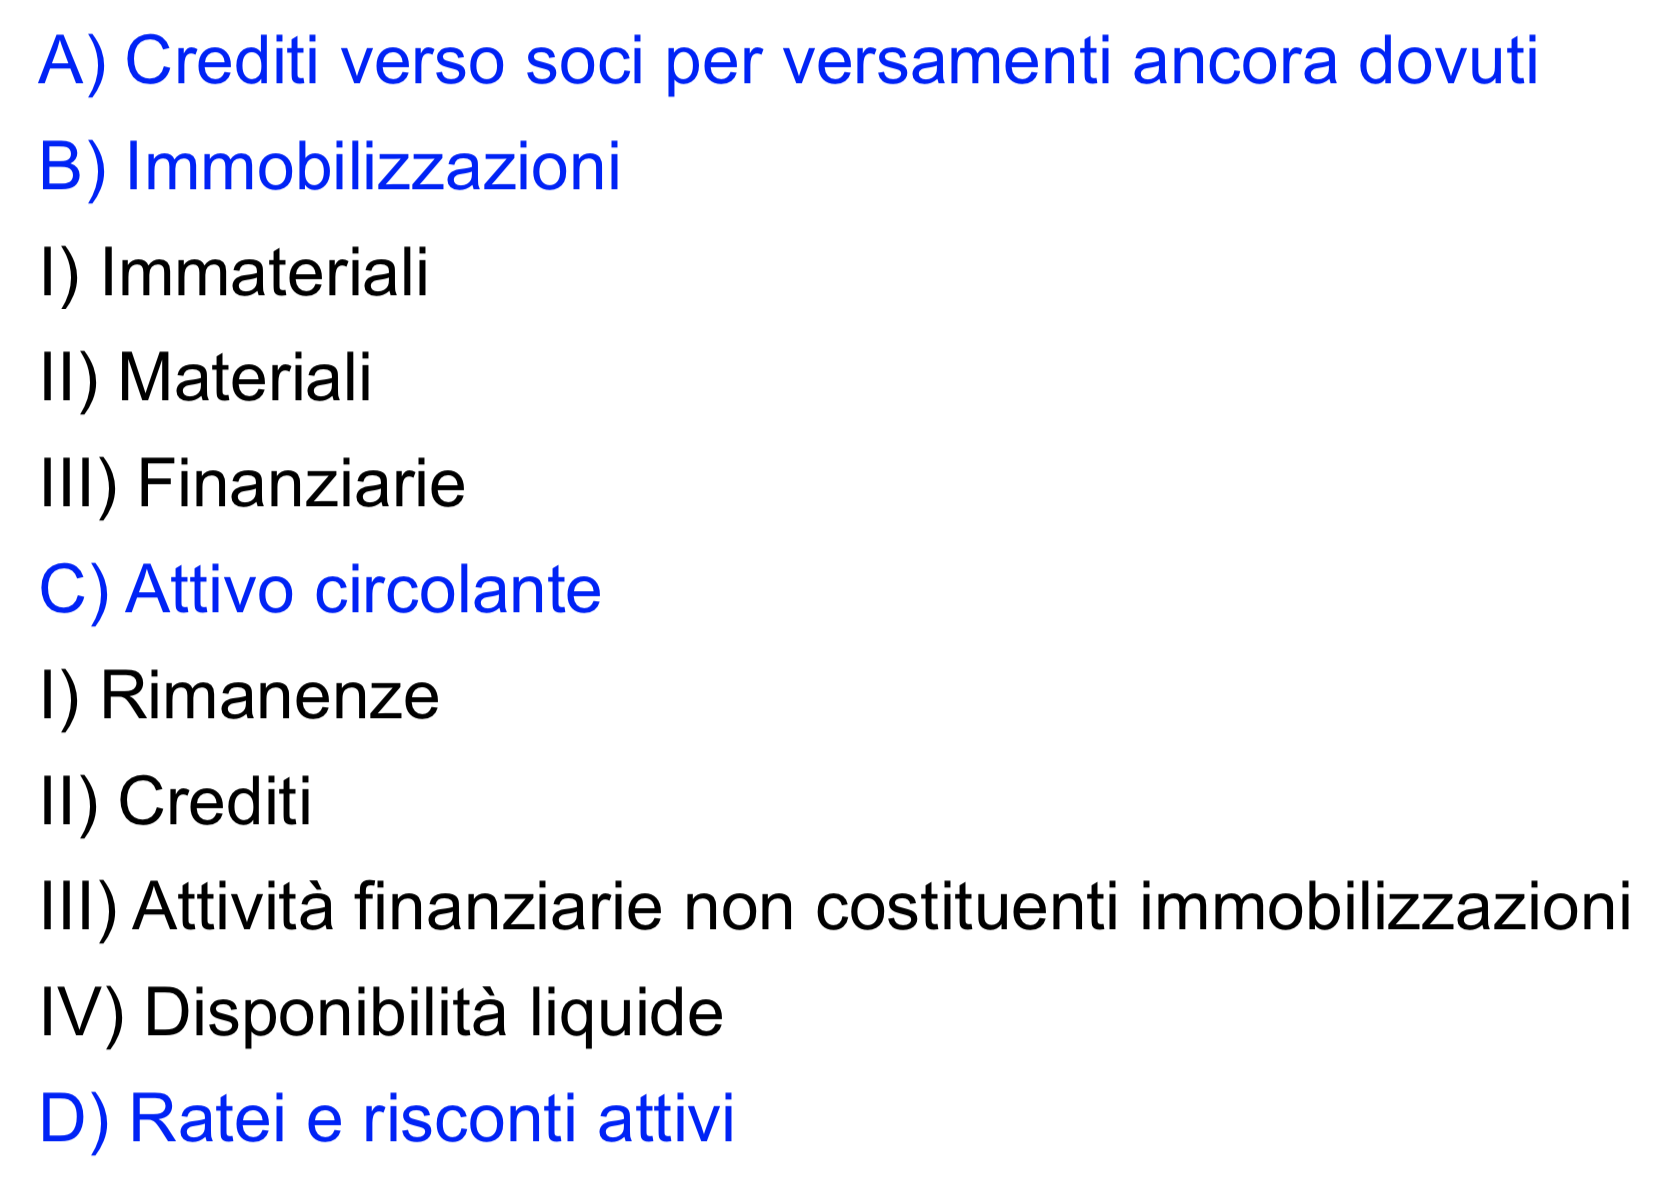 A) Crediti verso soci per versamenti ancora dovuti
B) Immobilizzazioni
I) Immateriali
II) Materiali
III) Finanziarie
C) Attivo circolante
I) Rimanenze
II) Crediti
III) Attività finanziarie non costituenti immobilizzazioni
IV) Disponibilità liquide
D) Ratei e risconti attivi